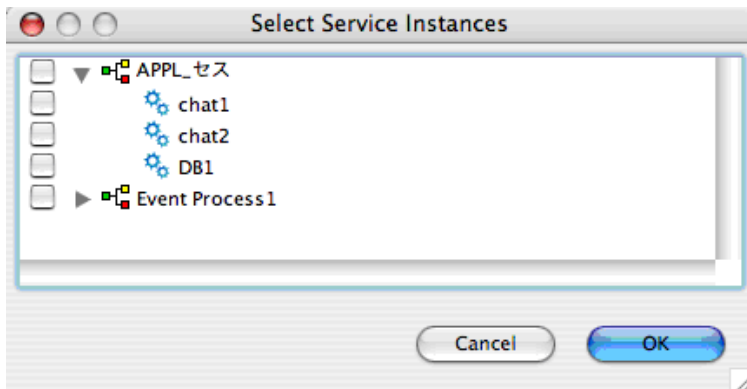 Select Service Instances
APPL_セス
chat1
chat2
DB1
Event Process1
Cancel OK